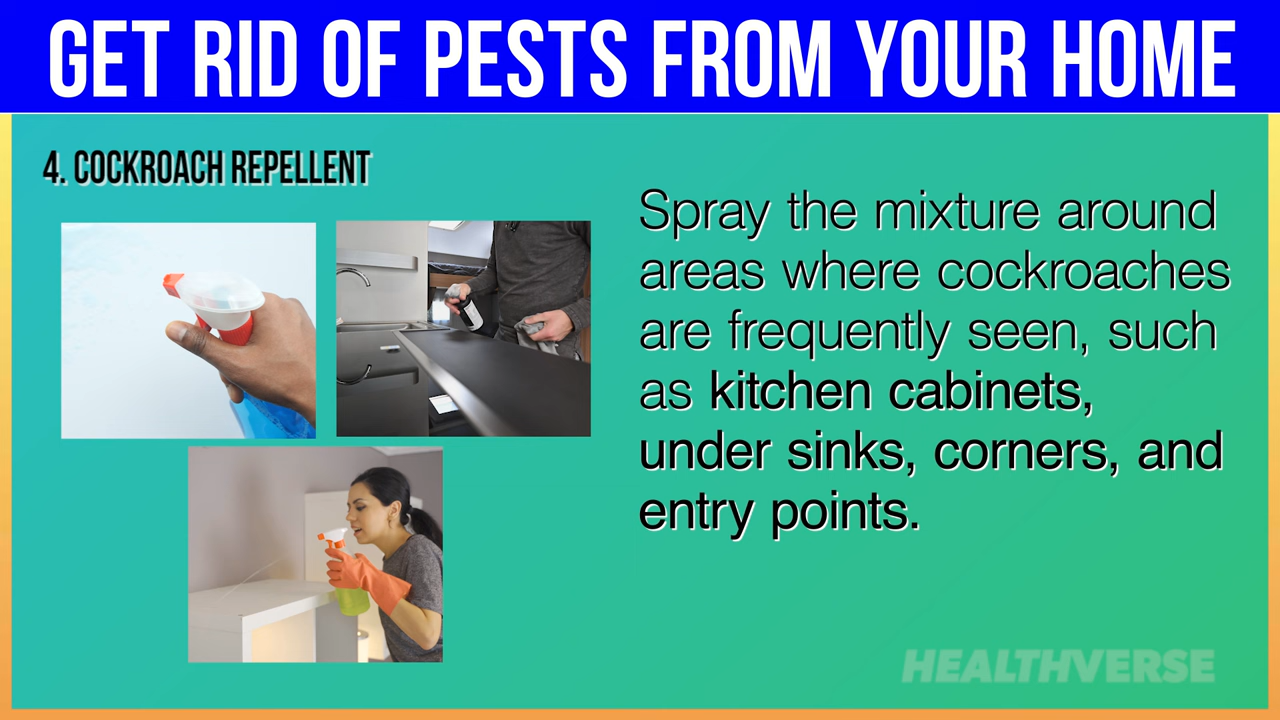 GET RID OF PESTS FROM YOUR HOME
4. COCKROACH REPELLENT
Spray the mixture around
areas where cockroaches
are frequently seen, such
as kitchen cabinets,
under sinks, corners, and
entry points.
HEALTHVERSE